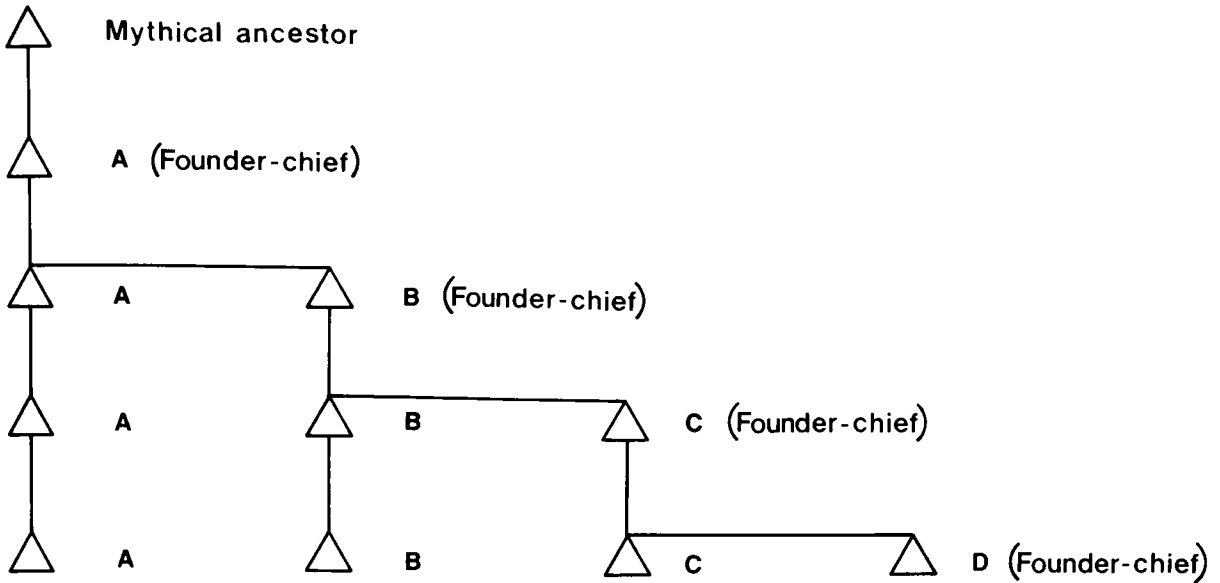 Mythical ancestor
A (Founder-chief)
A B (Founder-chief)
A B C (Founder-chief)
A B C D (Founder-chief)